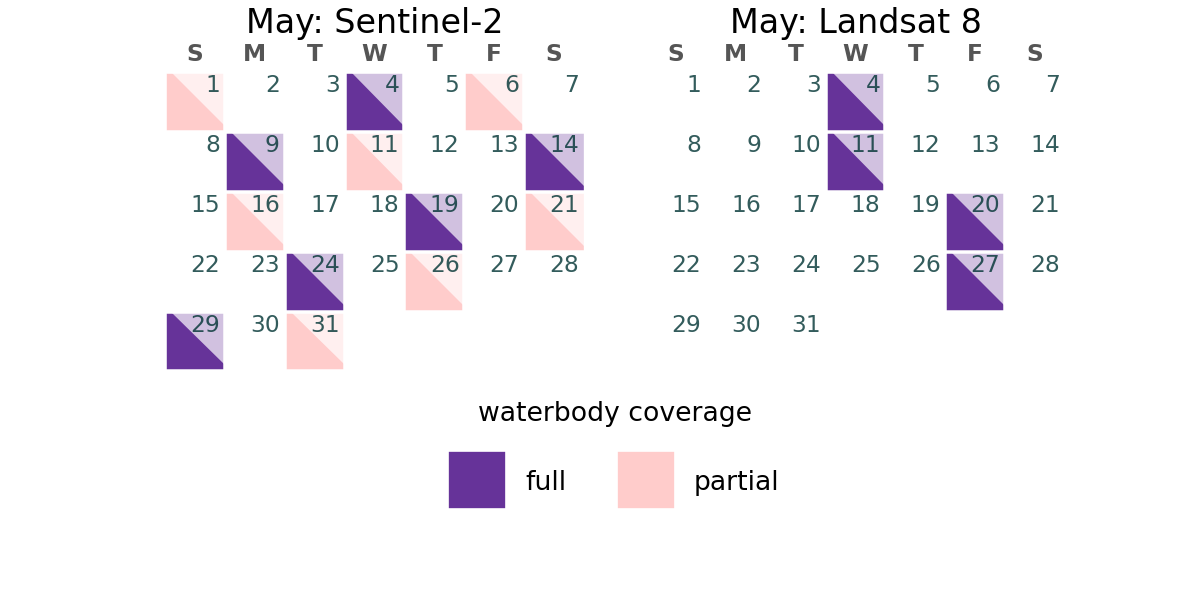 May: Sentinel-2
S M T W T F S
1 2 3 4 5 6 7
8 9 10 11 12 13 14
15 16 17 18 19 20 21
22 23 24 25 26 27 28
29 30 31
May: Landsat 8
S M T W T F S
1 2 3 4 5 6 7
8 9 10 11 12 13 14
15 16 17 18 19 20 21
22 23 24 25 26 27 28
29 30 31
waterbody coverage
full
partial